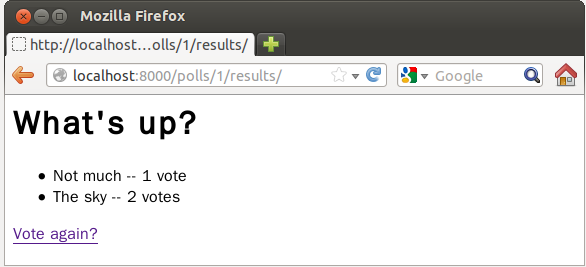 Mozilla Firefox
http://localhost...olls/1/results/
localhost:8000/polls/1/results/
Google
What's up?
Not much -- 1 vote
The sky -- 2 votes
Vote again?